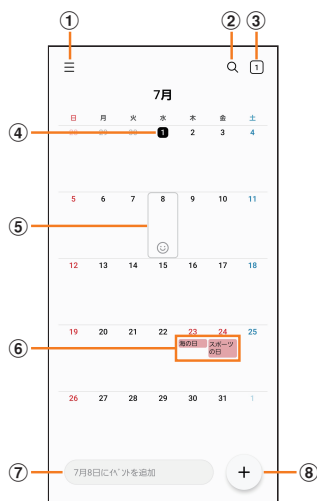 ① ② ③
1
7月
日 月 火 水 木 金 土
④ 28 29 30 1 2 3 4
5 6 7 8 9 10 11
⑤
12 13 14 15 16 17 18
19 20 21 22 23 24 25
⑥ 海の日 スポーツ
の日
26 27 28 29 30 31 1
⑦ 7月8日にイベントを追加 + ⑧